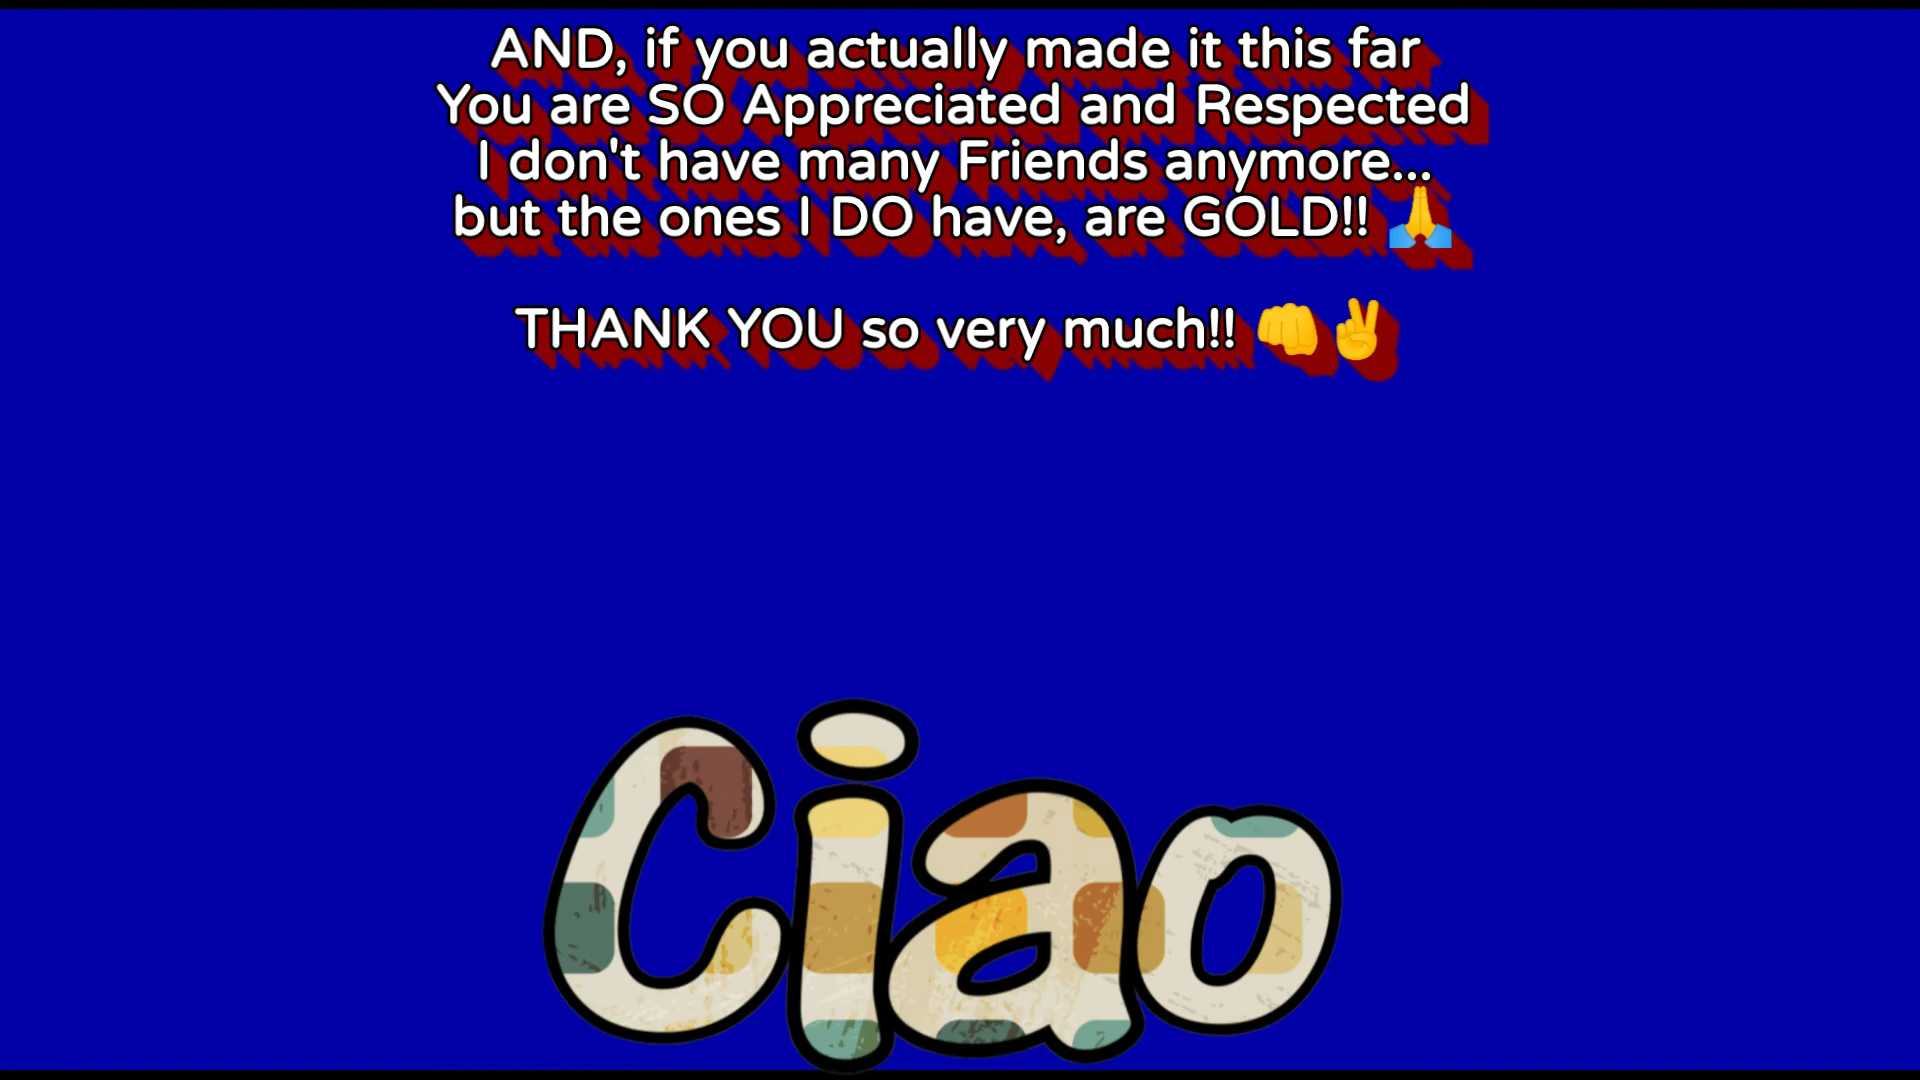 AND, if you actually made it this far
You are SO Appreciated and Respected
I don't have many Friends anymore...
but the ones I DO have, are GOLD!! 🙏
THANK YOU so very much!! 👊✌
Ciao